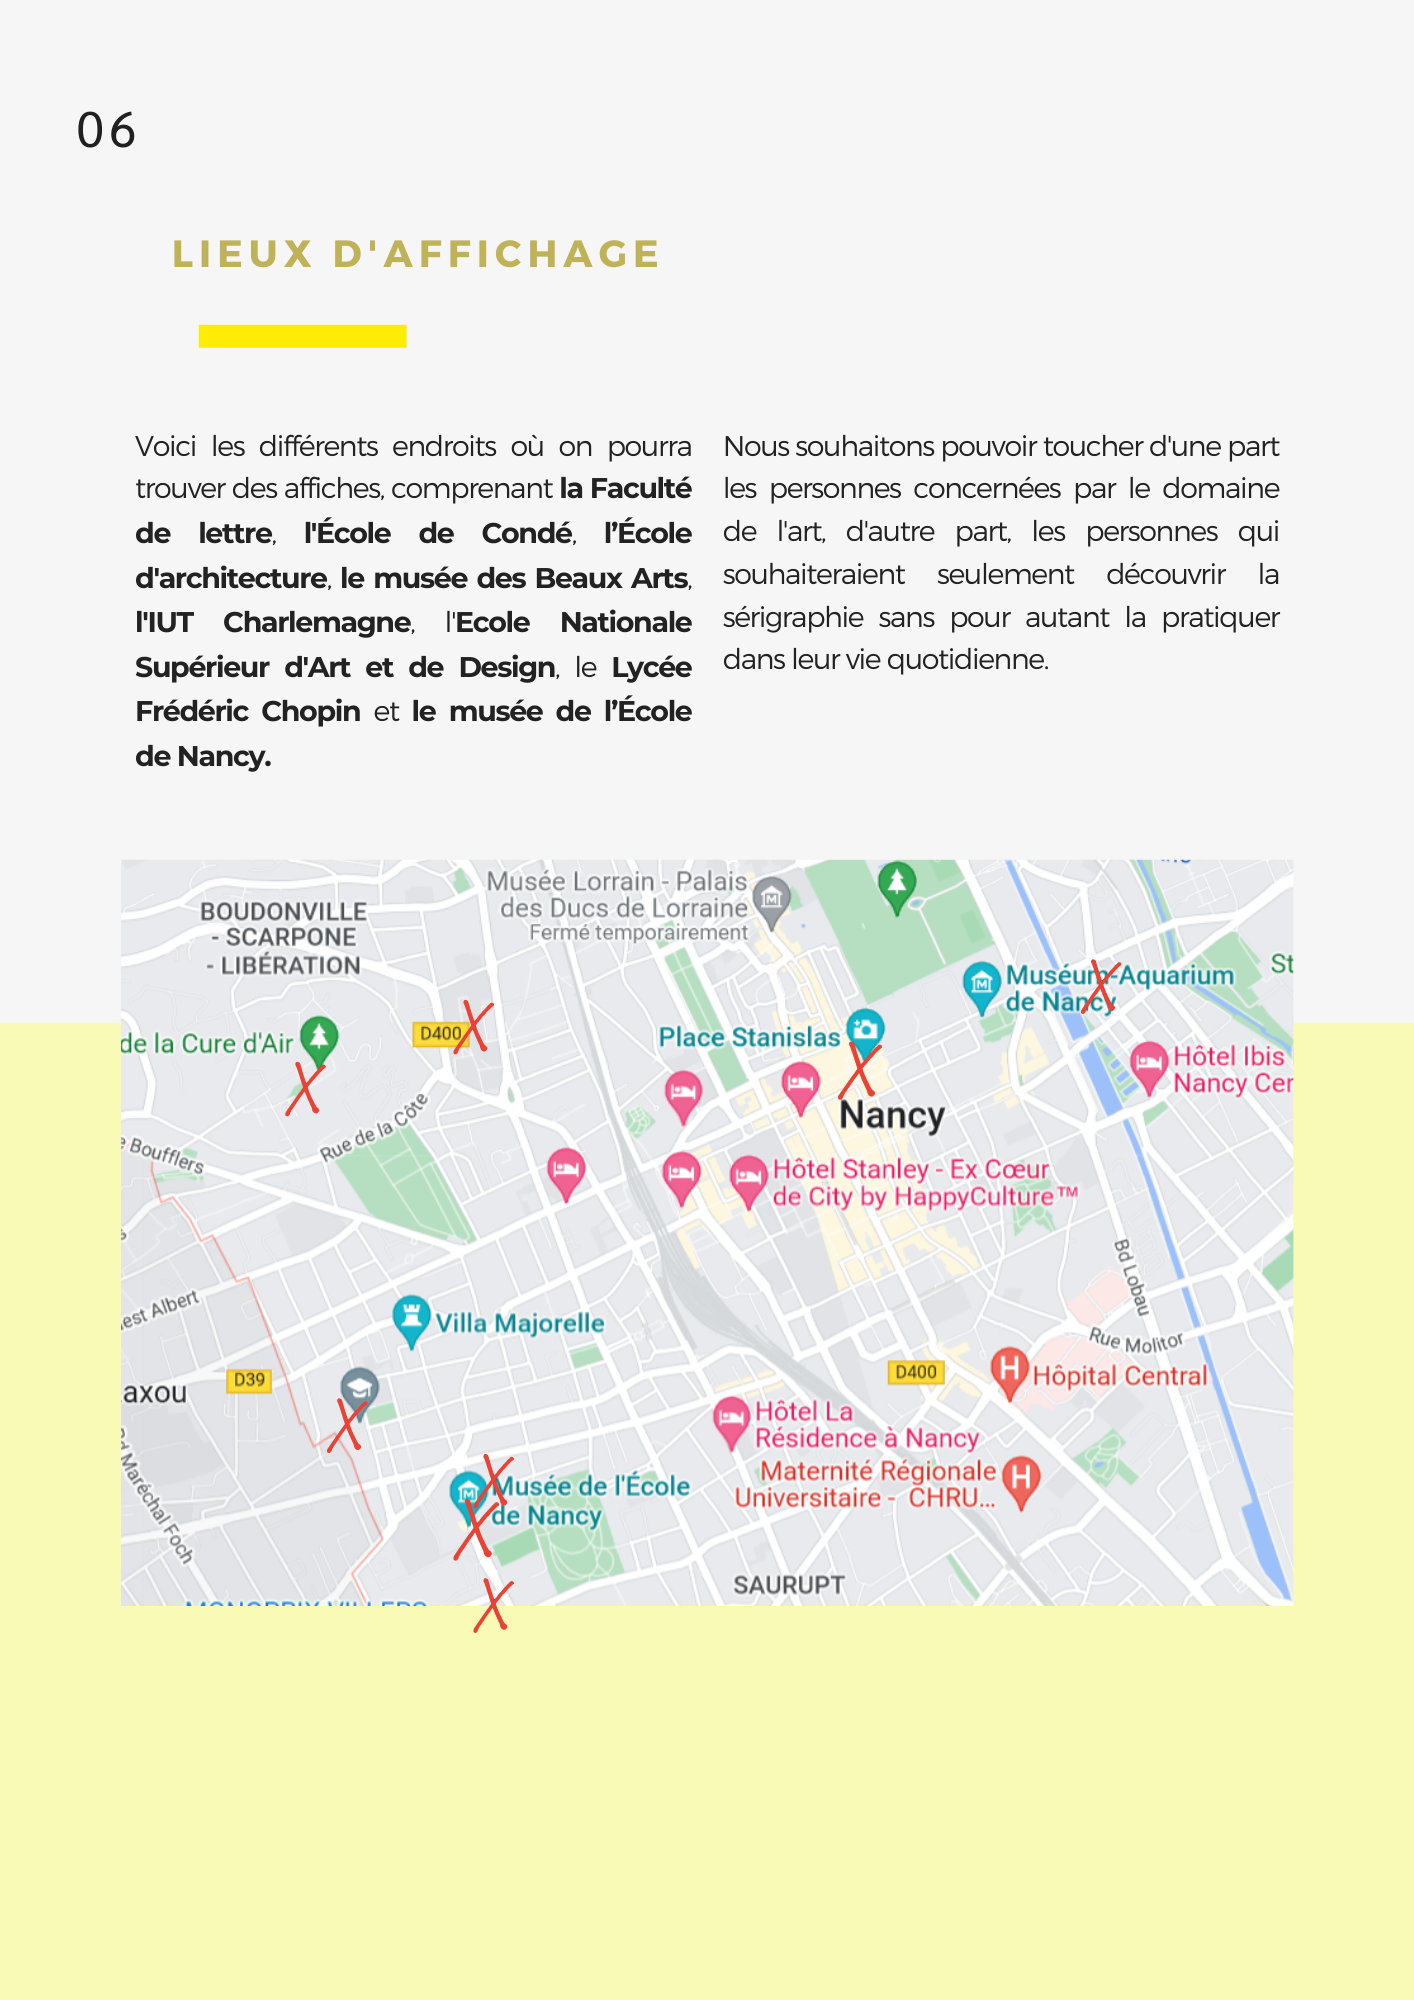 06
LIEUX D'AFFICHAGE
Voici les différents endroits où on pourra
trouver des affiches, comprenant la Faculté
de lettre, l'École de Condé, l’École
d'architecture, le musée des Beaux Arts,
l'IUT Charlemagne, l'Ecole Nationale
Supérieur d'Art et de Design, le Lycée
Frédéric Chopin et le musée de l’École
de Nancy.
Nous souhaitons pouvoir toucher d'une part
les personnes concernées par le domaine
de l'art, d'autre part, les personnes qui
souhaiteraient seulement découvrir la
sérigraphie sans pour autant la pratiquer
dans leur vie quotidienne.
Musée Lorrain - Palais
des Ducs de Lorraine
Fermé temporairement
BOUDONVILLE
- SCARPONE
- LIBÉRATION
St
Muséum-Aquarium
de Nancy
D400
Place Stanislas
de la Cure d'Air
Hôtel Ibis
Nancy Cer
Nancy
Rue de la Côte
e Boufflers
Hôtel Stanley - Ex Cœur
de City by HappyCulture™
Bd Lobau
est Albert
Villa Majorelle
Rue Molitor
D39
axou
D400
Hôpital Central
Hôtel La
Résidence à Nancy
Bd Maréchal Foch
Musée de l'École
de Nancy
Maternité Régionale
Universitaire - CHRU...
SAURUPT
MONOPRIX VILLERS